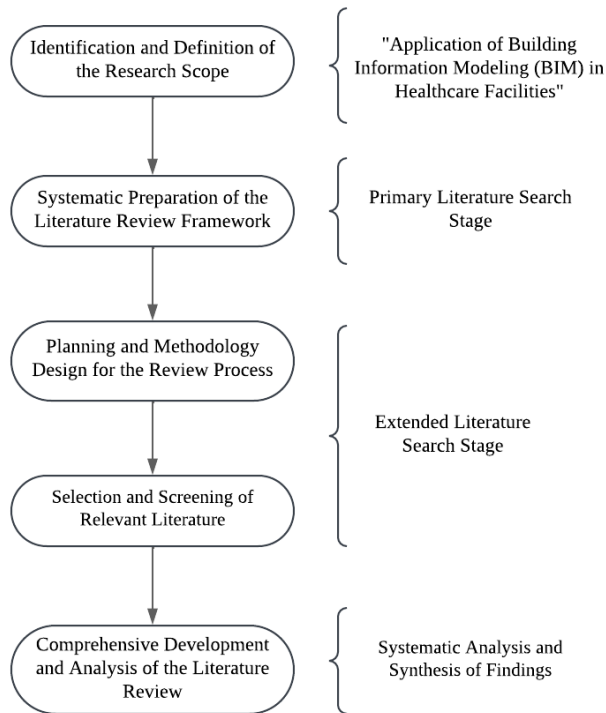 Identification and Definition of
the Research Scope
"Application of Building
Information Modeling (BIM) in
Healthcare Facilities"
Systematic Preparation of the
Literature Review Framework
Primary Literature Search
Stage
Planning and Methodology
Design for the Review Process
Extended Literature
Search Stage
Selection and Screening of
Relevant Literature
Comprehensive Development
and Analysis of the Literature
Review
Systematic Analysis and
Synthesis of Findings